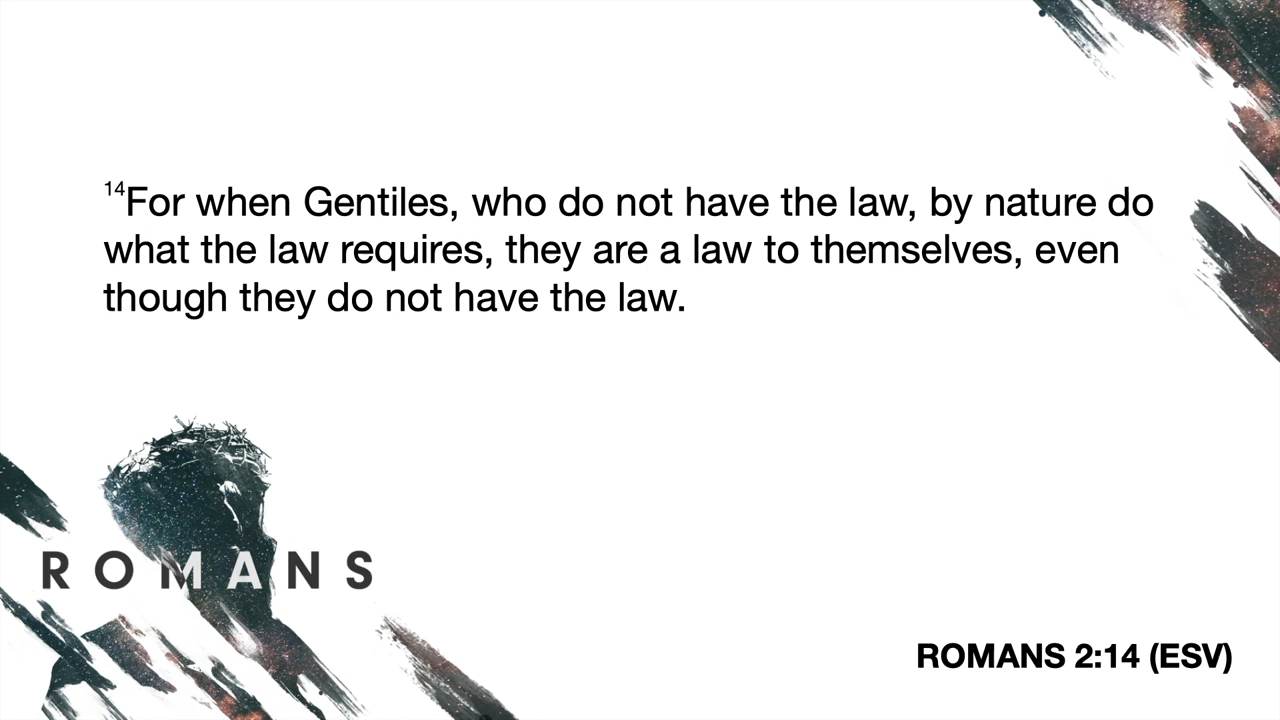 14For when Gentiles, who do not have the law, by nature do
what the law requires, they are a law to themselves, even
though they do not have the law.
ROMANS
ROMANS 2:14 (ESV)